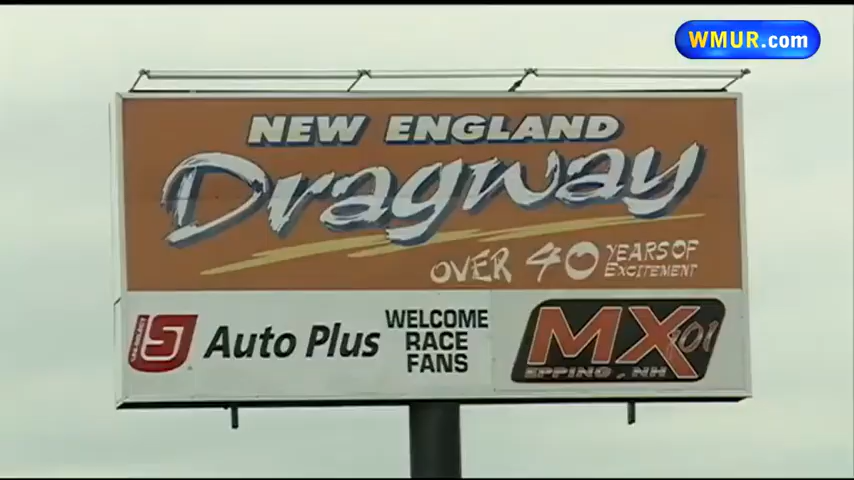 WMUR.com
NEW ENGLAND
Dragway
OVER 40 YEARS OF
EXCITEMENT
Auto Plus
WELCOME
RACE
FANS
MX101
EPPING, NH